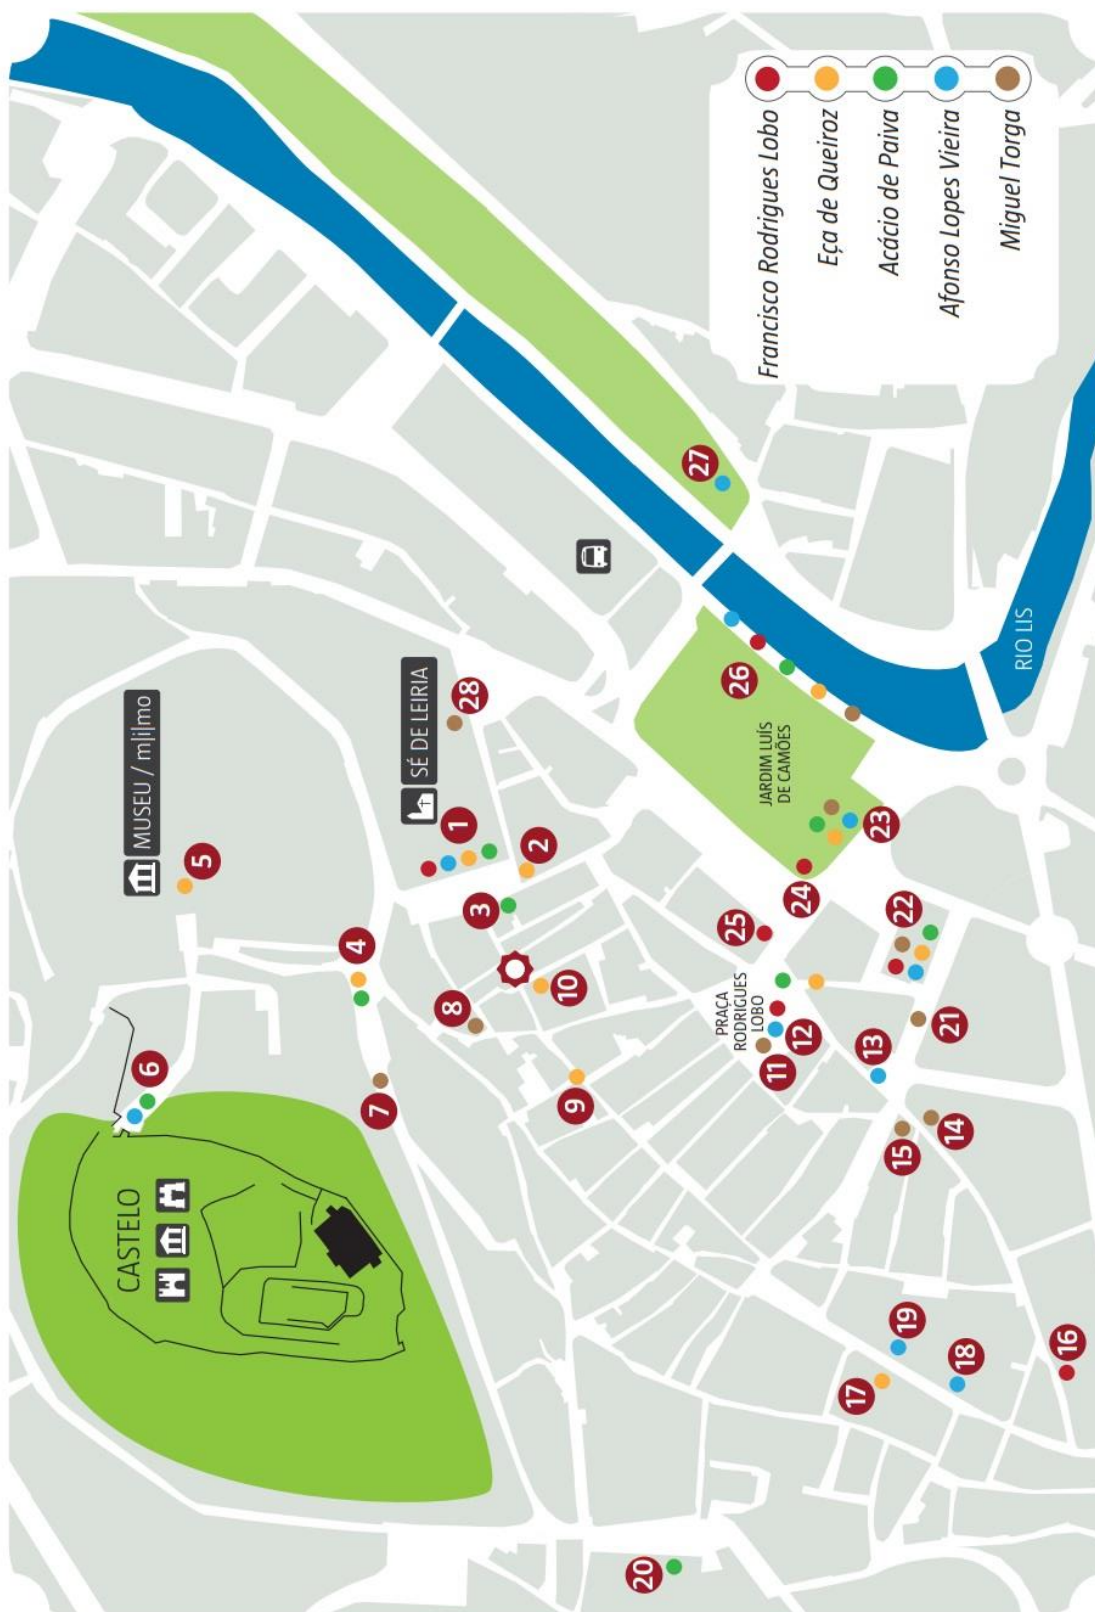 CASTELO
MUSEU / m|i|mo
6
5
4
7
SÉ DE LEIRIA
8
1
28
3
2
10
9
20
27
PRAÇA
RODRIGUES
LOBO
25
26
JARDIM LUÍS
DE CAMÕES
11
12
24
17
13
23
15
22
19
14
21
18
16
RIO LIS
Francisco Rodrigues Lobo
Eça de Queiroz
Acácio de Paiva
Afonso Lopes Vieira
Miguel Torga